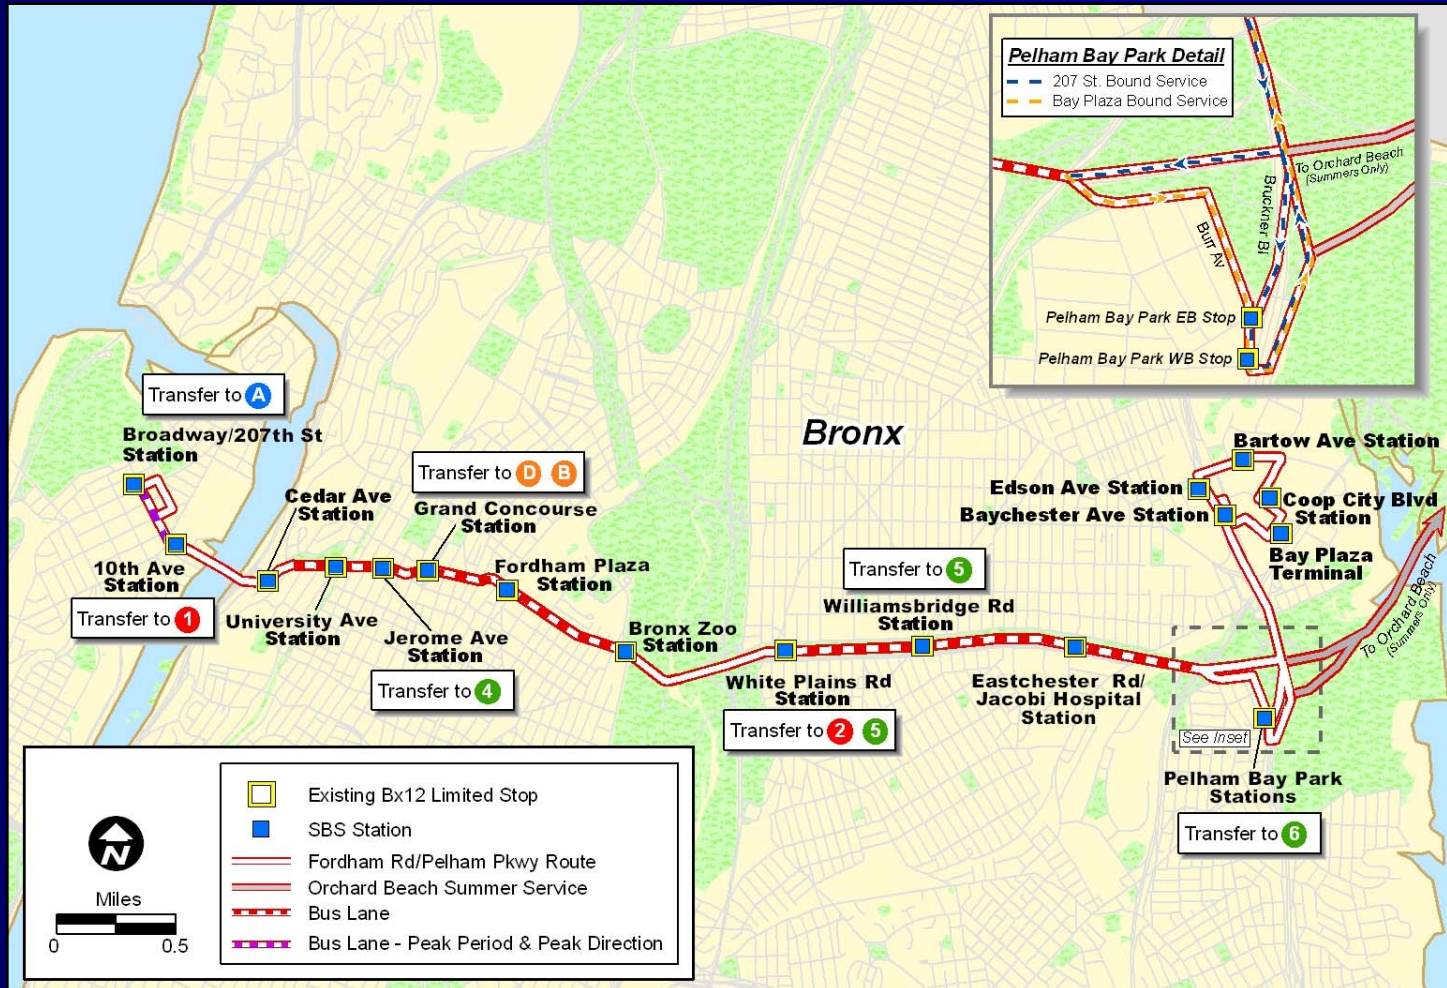 Pelham Bay Park Detail
207 St. Bound Service
Bay Plaza Bound Service
To Orchard Beach
(Summers Only)
Bruckner Bl
Burr Av
Pelham Bay Park EB Stop
Pelham Bay Park WB Stop
Transfer to A
Broadway/207th St
Station
Bronx
Transfer to D B
Grand Concourse
Station
Cedar Ave
Station
10th Ave
Station
Transfer to 1
University Ave
Station
Jerome Ave
Station
Transfer to 4
Fordham Plaza
Station
Bronx Zoo
Station
White Plains Rd
Station
Transfer to 2 5
Transfer to 5
Williamsbridge Rd
Station
Eastchester Rd/
Jacobi Hospital
Station
Bartow Ave Station
Edson Ave Station
Baychester Ave Station
Coop City Blvd
Station
Bay Plaza
Terminal
To Orchard Beach
(Summers Only)
See Inset
Pelham Bay Park
Stations
Transfer to 6
N
Miles
0 0.5
Existing Bx12 Limited Stop
SBS Station
Fordham Rd/Pelham Pkwy Route
Orchard Beach Summer Service
Bus Lane
Bus Lane - Peak Period & Peak Direction